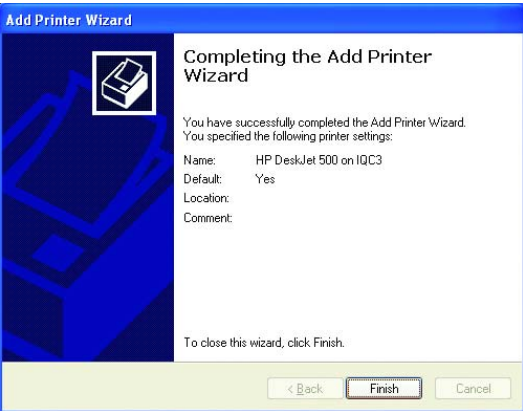 Add Printer Wizard
Completing the Add Printer
Wizard
You have successfully completed the Add Printer Wizard.
You specified the following printer settings:
Name: HP DeskJet 500 on IQC3
Default: Yes
Location:
Comment:
To close this wizard, click Finish.
< Back Finish Cancel